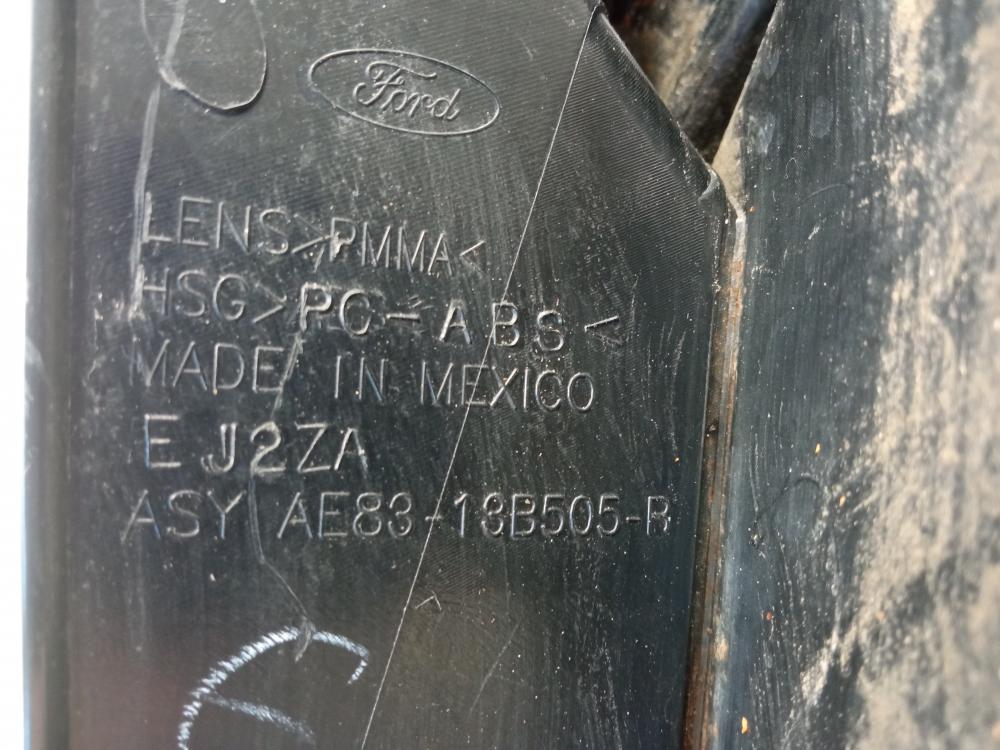 Ford
LENS>PMMA<
HSG>PC-ABS<
MADE IN MEXICO
EJ2ZA
ASY AE83-13B505-B